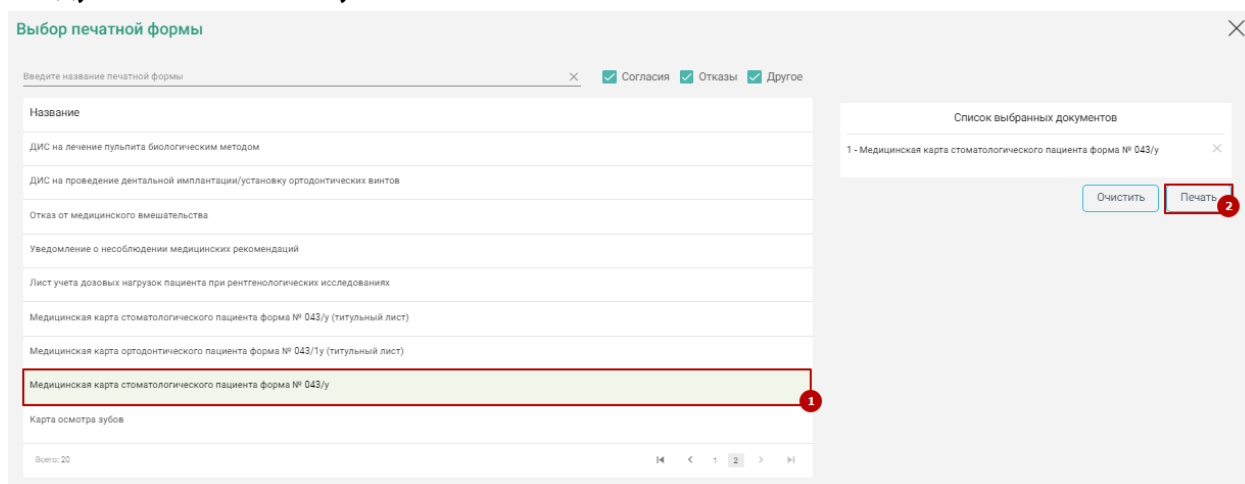 Выбор печатной формы
Введите название печатной формы
Согласия Отказы Другое
Название
ДИС на лечение пульпита биологическим методом
ДИС на проведение дентальной имплантации/установку ортодонтических винтов
Отказ от медицинского вмешательства
Уведомление о несоблюдении медицинских рекомендаций
Лист учета дозовых нагрузок пациента при рентгенологических исследованиях
Медицинская карта стоматологического пациента форма № 043/у (титульный лист)
Медицинская карта ортодонтического пациента форма № 043/1у (титульный лист)
Медицинская карта стоматологического пациента форма № 043/у
1
Карта осмотра зубов
Всего: 20
1 2
Список выбранных документов
1 - Медицинская карта стоматологического пациента форма № 043/у
Очистить Печать
2